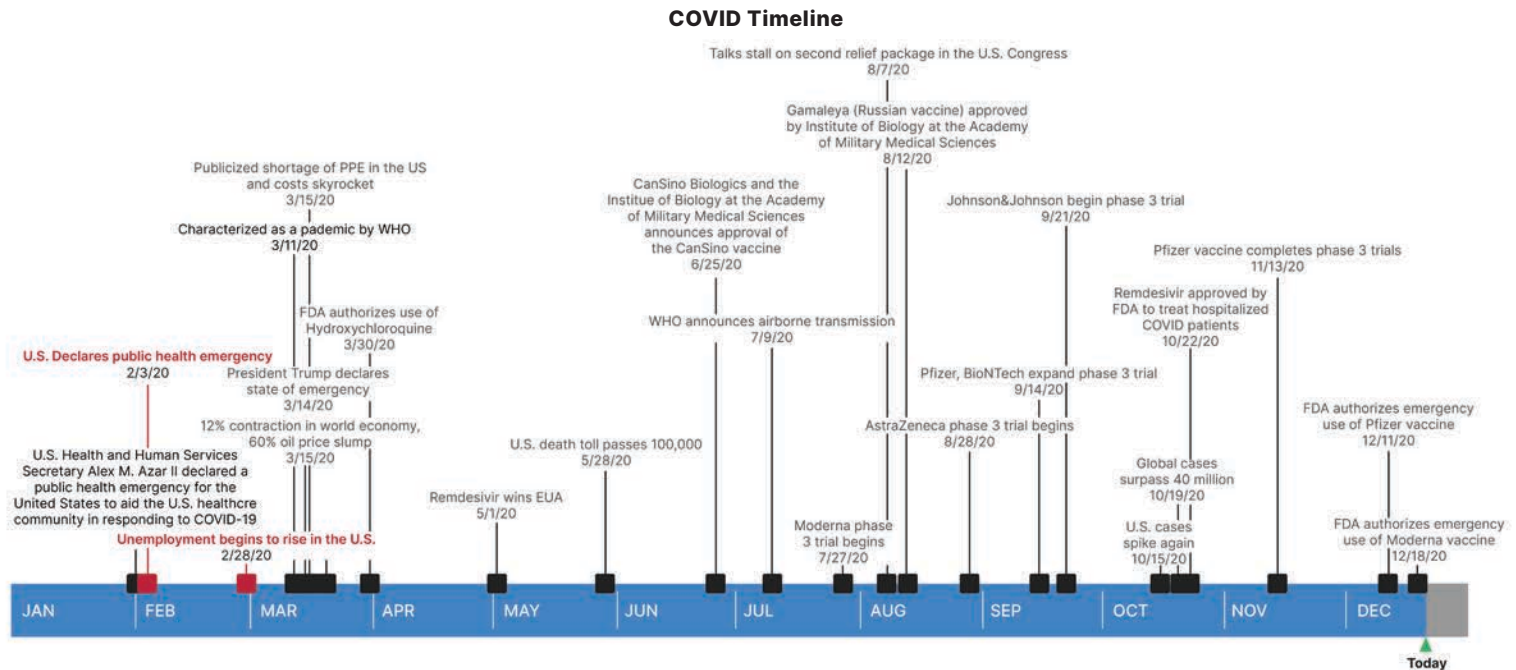 COVID Timeline
Talks stall on second relief package in the U.S. Congress
8/7/20
Gamaleya (Russian vaccine) approved
by Institute of Biology at the Academy
of Military Medical Sciences
8/12/20
Publicized shortage of PPE in the US
and costs skyrocket
3/15/20
Characterized as a pademic by WHO
3/11/20
CanSino Biologics and the
Institue of Biology at the Academy
of Military Medical Sciences
announces approval of
the CanSino vaccine
6/25/20
Johnson&Johnson begin phase 3 trial
9/21/20
Pfizer vaccine completes phase 3 trials
11/13/20
Remdesivir approved by
FDA to treat hospitalized
COVID patients
10/22/20
FDA authorizes use of
Hydroxychloroquine
3/30/20
WHO announces airborne transmission
7/9/20
U.S. Declares public health emergency
2/3/20
President Trump declares
state of emergency
3/14/20
Pfizer, BioNTech expand phase 3 trial
9/14/20
12% contraction in world economy,
60% oil price slump
3/15/20
AstraZeneca phase 3 trial begins
8/28/20
FDA authorizes emergency
use of Pfizer vaccine
12/11/20
U.S. death toll passes 100,000
5/28/20
U.S. Health and Human Services
Secretary Alex M. Azar II declared a
public health emergency for the
United States to aid the U.S. healthcre
community in responding to COVID-19
Global cases
surpass 40 million
10/19/20
Remdesivir wins EUA
5/1/20
Moderna phase
3 trial begins
7/27/20
U.S. cases
spike again
10/15/20
FDA authorizes emergency
use of Moderna vaccine
12/18/20
Unemployment begins to rise in the U.S.
2/28/20
JAN FEB MAR APR MAY JUN JUL AUG SEP OCT NOV DEC
Today